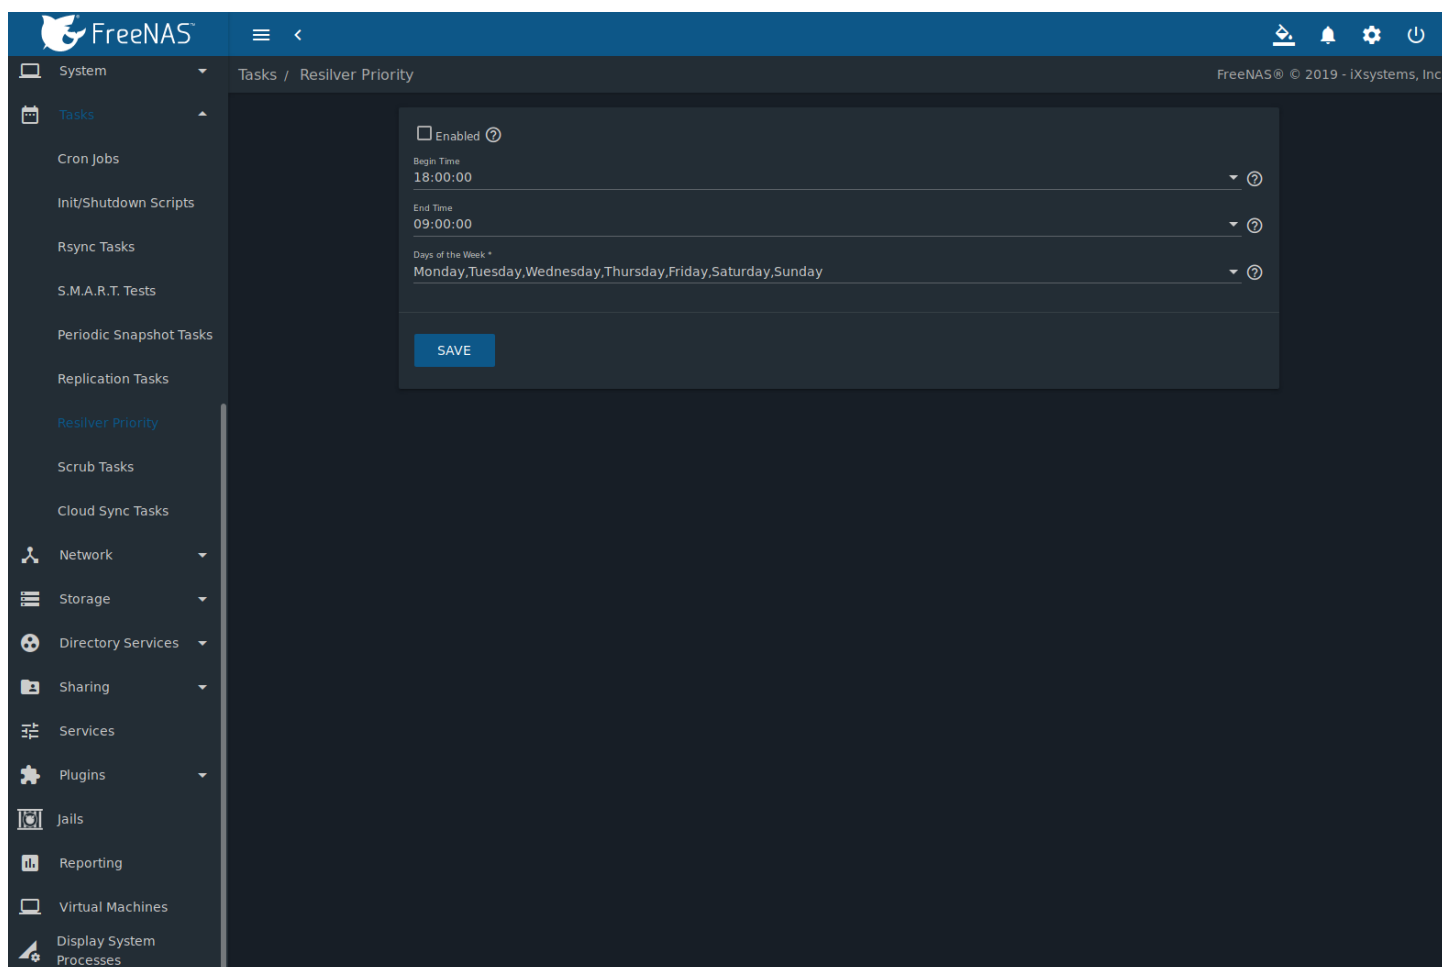 FreeNAS™
System
Tasks
Cron Jobs
Init/Shutdown Scripts
Rsync Tasks
S.M.A.R.T. Tests
Periodic Snapshot Tasks
Replication Tasks
Resilver Priority
Scrub Tasks
Cloud Sync Tasks
Network
Storage
Directory Services
Sharing
Services
Plugins
Jails
Reporting
Virtual Machines
Display System
Processes
Tasks / Resilver Priority
FreeNAS® © 2019 - iXsystems, Inc
Enabled
Begin Time
18:00:00
End Time
09:00:00
Days of the Week *
Monday,Tuesday,Wednesday,Thursday,Friday,Saturday,Sunday
SAVE